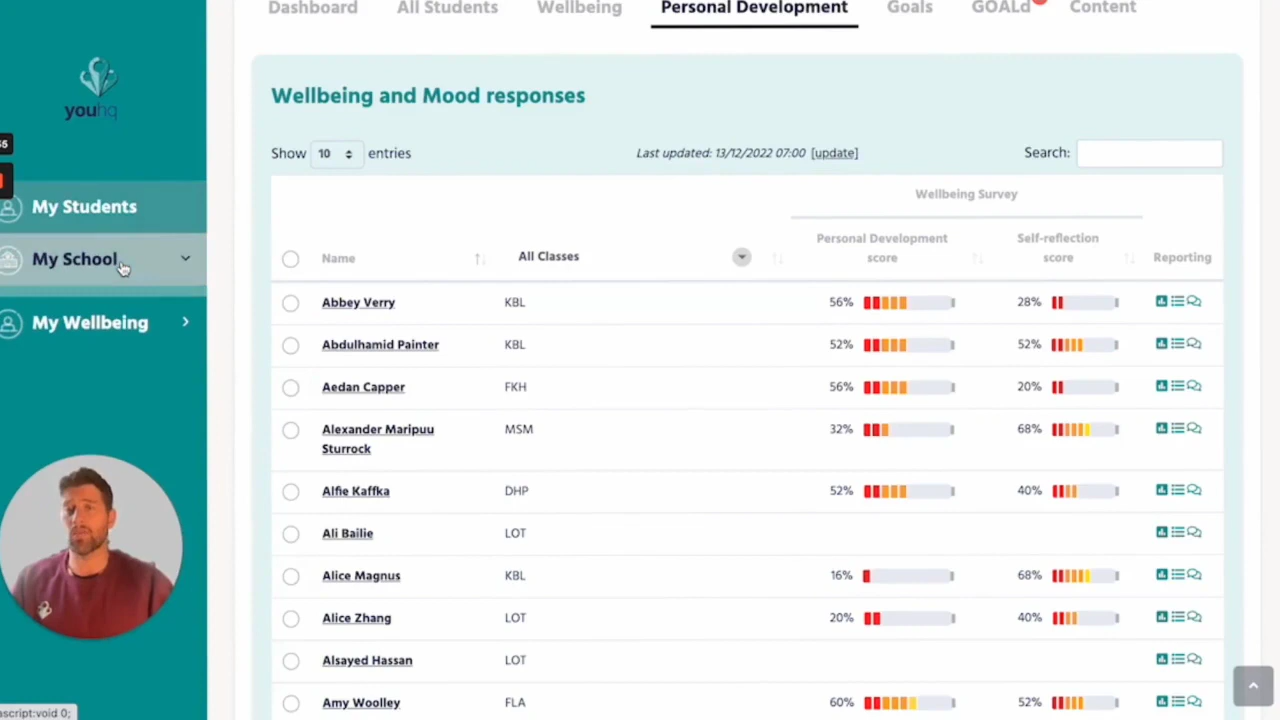 Dashboard All Students Wellbeing Personal Development Goals GOALd Content
youhq
My Students
My School
My Wellbeing
Wellbeing and Mood responses
Show 10 entries Last updated: 13/12/2022 07:00 [update] Search:
Wellbeing Survey
Name All Classes Personal Development score Self-reflection score Reporting
Abbey Verry KBL 56% 28%
Abdulhamid Painter KBL 52% 52%
Aedan Capper FKH 56% 20%
Alexander Maripuu MSM 32% 68%
Sturrock
Alfie Kaffka DHP 52% 40%
Ali Bailie LOT
Alice Magnus KBL 16% 68%
Alice Zhang LOT 20% 40%
Alsayed Hassan LOT
Amy Woolley FLA 60% 52%
ascript:void 0;